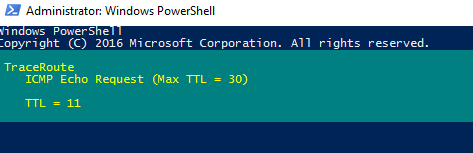 Administrator: Windows PowerShell
Windows PowerShell
Copyright (C) 2016 Microsoft Corporation. All rights reserved.
TraceRoute
ICMP Echo Request (Max TTL = 30)
TTL = 11